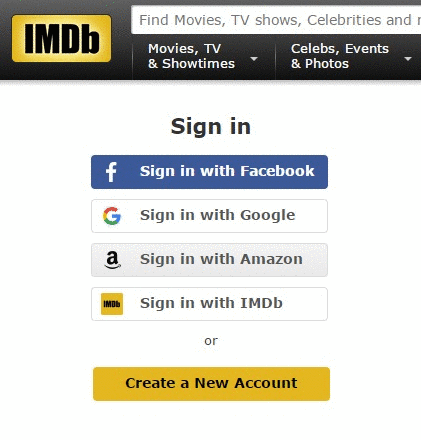 IMDb
Find Movies, TV shows, Celebrities and
Movies, TV
& Showtimes
Celebs, Events
& Photos
Sign in
Sign in with Facebook
Sign in with Google
Sign in with Amazon
IMDb Sign in with IMDb
or
Create a New Account